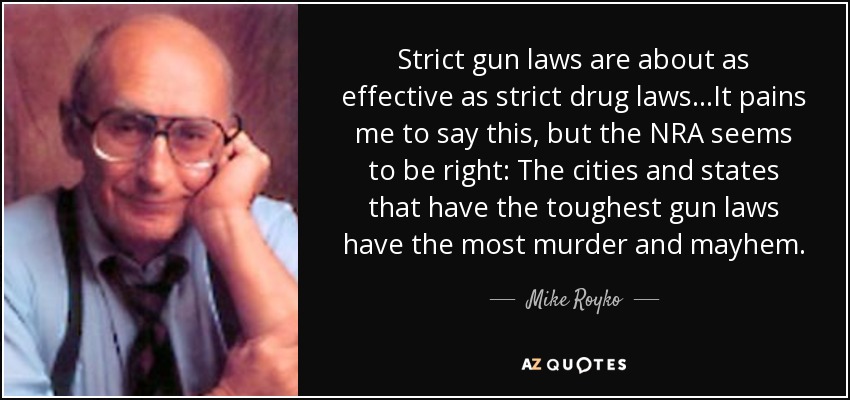 Strict gun laws are about as
effective as strict drug laws...It pains
me to say this, but the NRA seems
to be right: The cities and states
that have the toughest gun laws
have the most murder and mayhem.
Mike Royko
AZ QUOTES